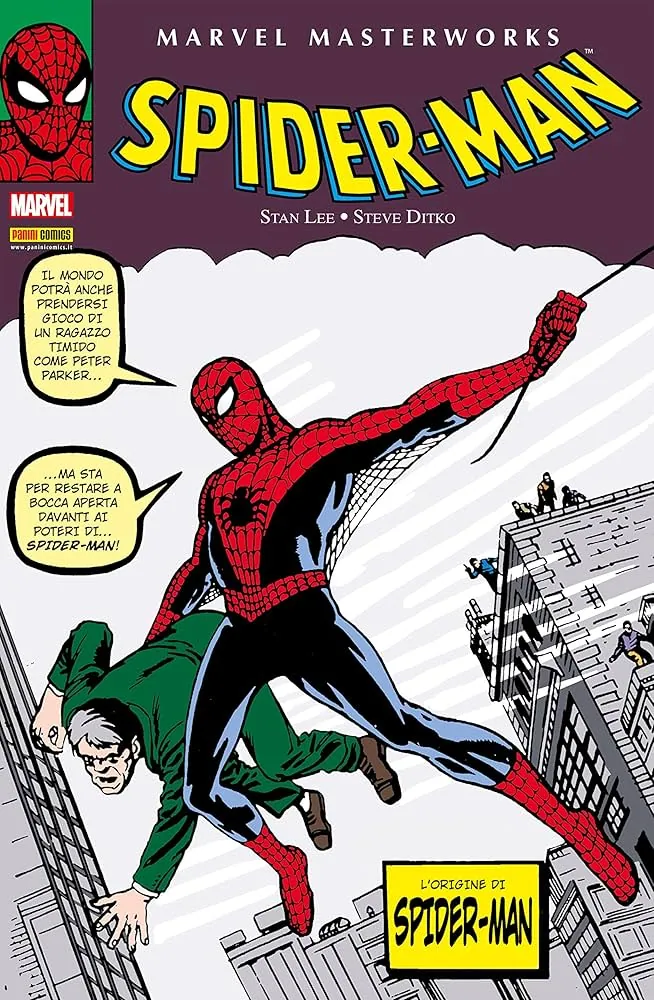 MARVEL MASTERWORKS
SPIDER-MAN™
STAN LEE • STEVE DITKO
MARVEL
PANINI COMICS
www.paninicomics.it
IL MONDO
POTRÀ ANCHE
PRENDERSI
GIOCO DI
UN RAGAZZO
TIMIDO
COME PETER
PARKER...
...MA STA
PER RESTARE A
BOCCA APERTA
DAVANTI AI
POTERI DI...
SPIDER-MAN!
L'ORIGINE DI
SPIDER-MAN